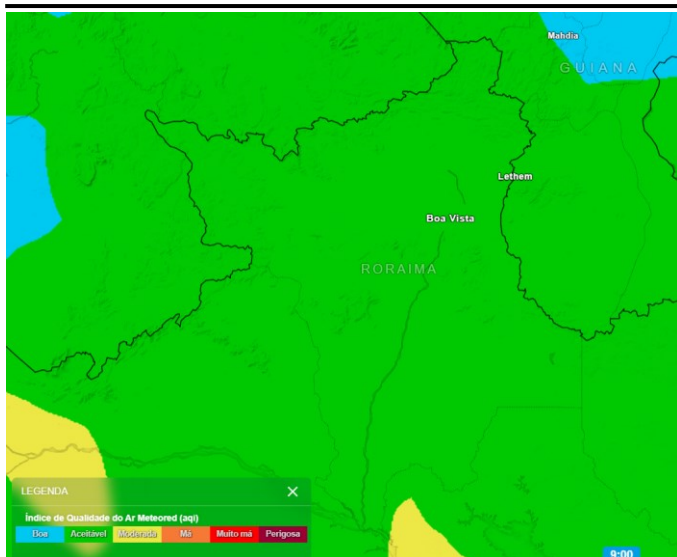 Mahdia
GUIANA
Lethem
Boa Vista
RORAIMA
LEGENDA
Índice de Qualidade do Ar Meteored (aqi)
Boa Aceitável Moderada Má Muito má Perigosa
9:00